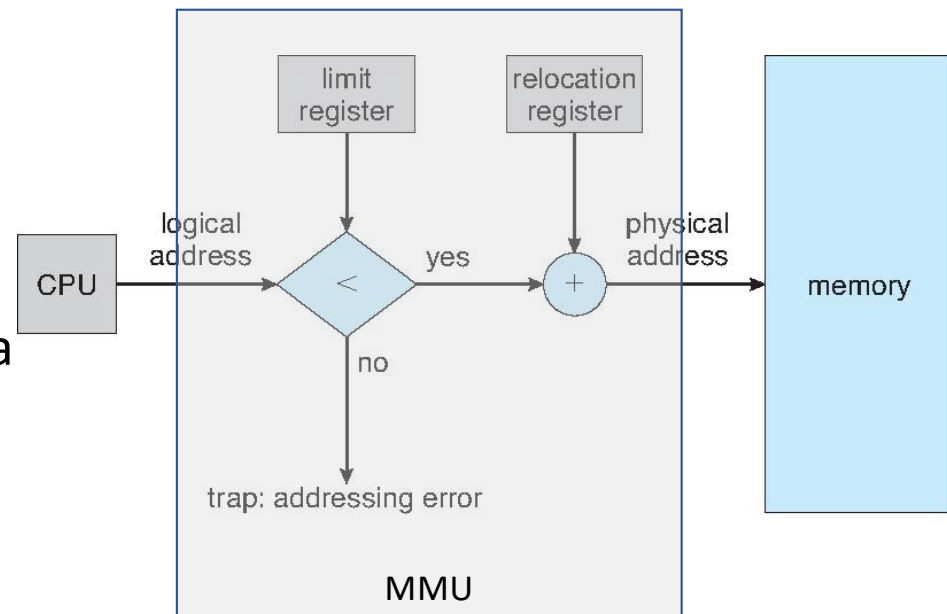 limit
register
relocation
register
logical
address
physical
address
CPU
<
yes
+
memory
a
no
trap: addressing error
MMU